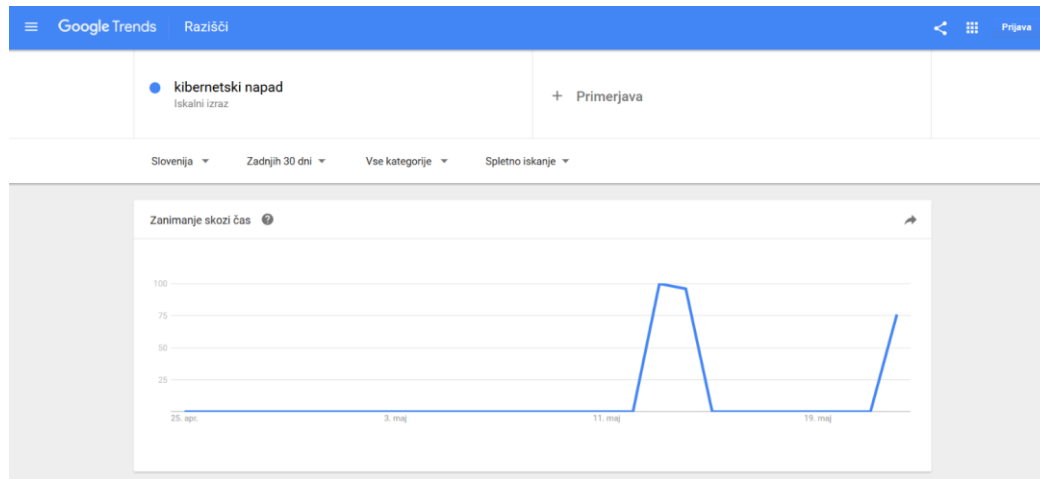 Google Trends Razišči Prijava
kibernetski napad
Iskalni izraz
+ Primerjava
Slovenija Zadnjih 30 dni Vse kategorije Spletno iskanje
Zanimanje skozi čas ?
100
75
50
25
25. apr. 3. maj 11. maj 19. maj